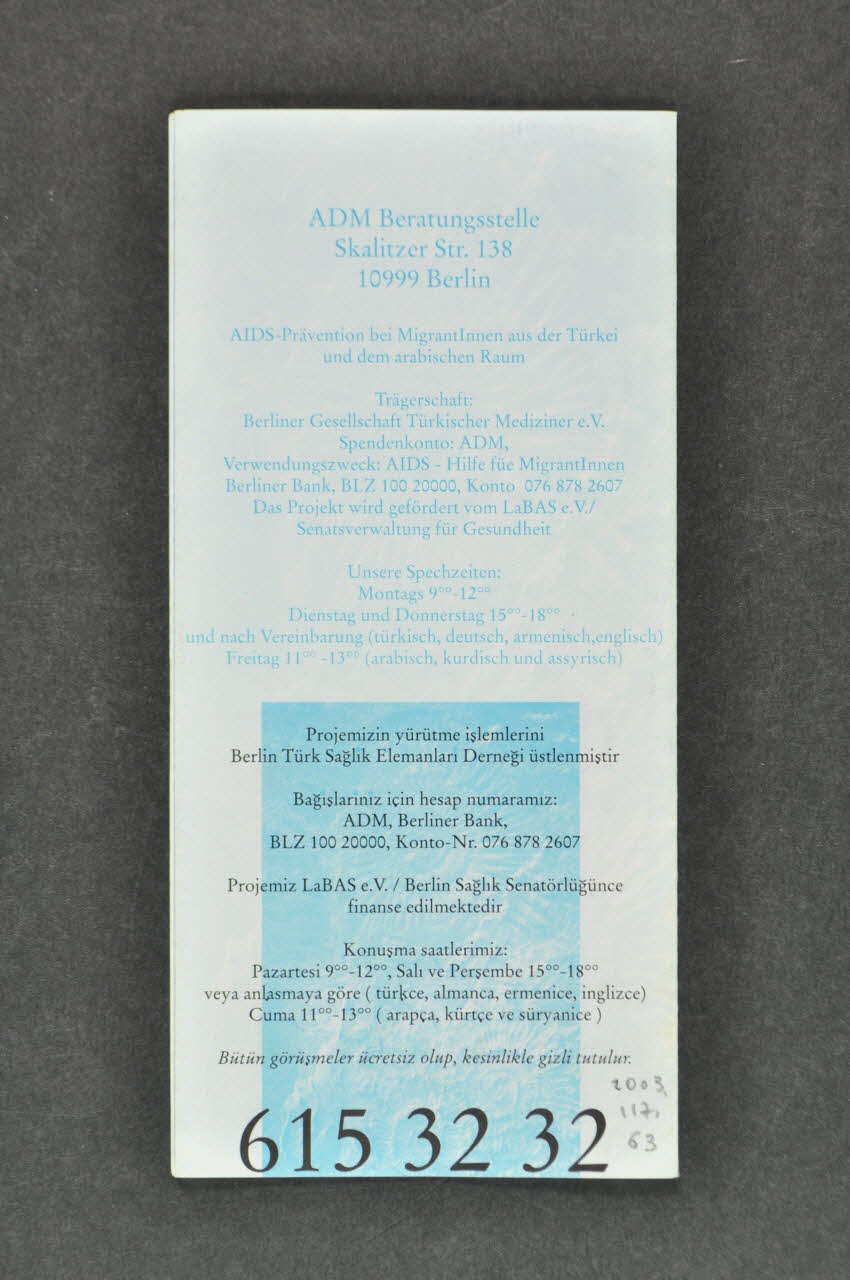 ADM Beratungsstelle
Skalitzer Str. 138
10999 Berlin
AIDS-Prävention bei MigrantInnen aus der Türkei
und dem arabischen Raum
Trägerschaft:
Berliner Gesellschaft Türkischer Mediziner e.V.
Spendenkonto: ADM,
Verwendungszweck: AIDS - Hilfe füe MigrantInnen
Berliner Bank, BLZ 100 20000, Konto 076 878 2607
Das Projekt wird gefördert vom LaBAS e.V./
Senatsverwaltung für Gesundheit
Unsere Spechzeiten:
Montags 9°°-12°°
Dienstag und Donnerstag 15°°-18°°
und nach Vereinbarung (türkisch, deutsch, armenisch,englisch)
Freitag 11°° -13°° (arabisch, kurdisch und assyrisch)
Projemizin yürütme işlemlerini
Berlin Türk Sağlık Elemanları Derneği üstlenmiştir
Bağışlarınız için hesap numaramız:
ADM, Berliner Bank,
BLZ 100 20000, Konto-Nr. 076 878 2607
Projemiz LaBAS e.V. / Berlin Sağlık Senatörlüğünce
finanse edilmektedir
Konuşma saatlerimiz:
Pazartesi 9°°-12°°, Salı ve Perşembe 15°°-18°°
veya anlaşmaya göre ( türkçe, almanca, ermenice, inglizce)
Cuma 11°°-13°° ( arapça, kürtçe ve süryanice )
Bütün görüşmeler ücretsiz olup, kesinlikle gizli tutulur.
615 32 32
2003.
117.
63